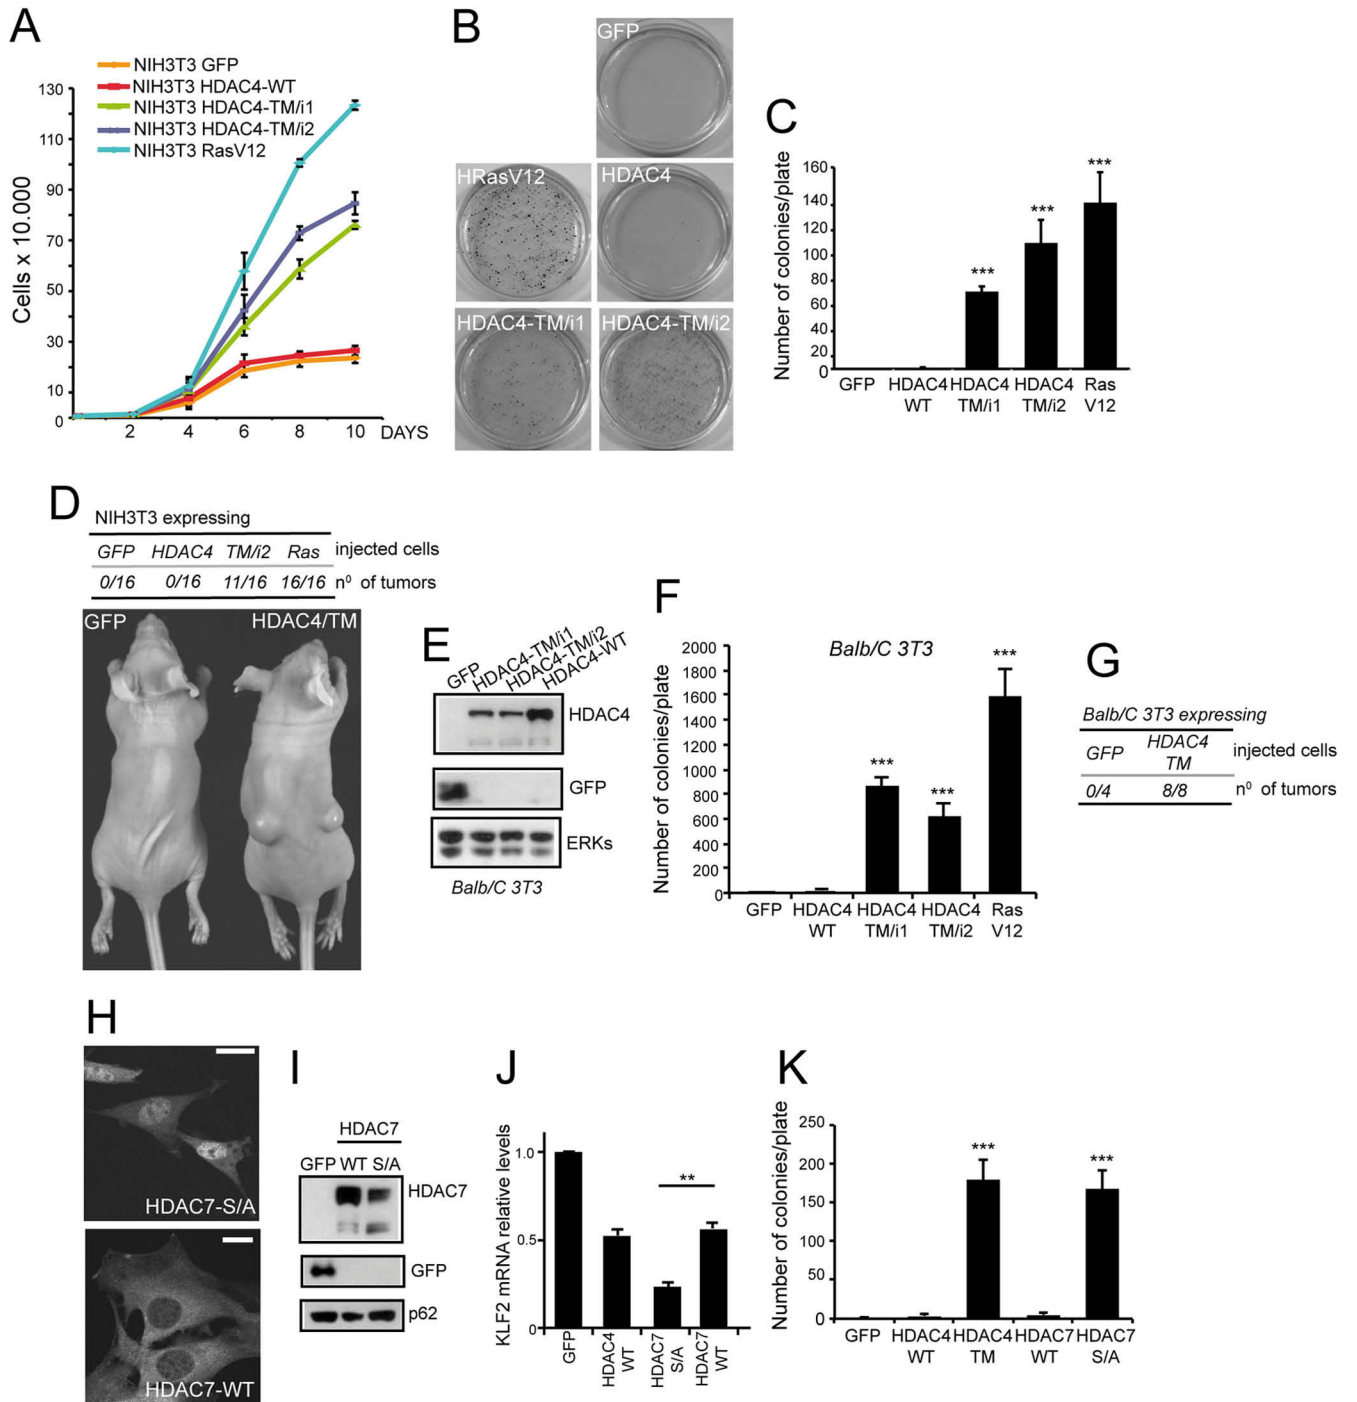 A
NIH3T3 GFP
NIH3T3 HDAC4-WT
NIH3T3 HDAC4-TM/i1
NIH3T3 HDAC4-TM/i2
NIH3T3 RasV12
Cells x 10.000
130
110
90
70
50
30
10
0
2
4
6
8
10
DAYS
B
GFP
HRasV12
HDAC4
HDAC4-TM/i1
HDAC4-TM/i2
C
Number of colonies/plate
160
140
120
100
80
60
40
20
0
***
***
***
GFP
HDAC4 WT
HDAC4 TM/i1
HDAC4 TM/i2
Ras V12
D
NIH3T3 expressing
GFP HDAC4 TM/i2 Ras injected cells
0/16 0/16 11/16 16/16 n⁰ of tumors
GFP
HDAC4/TM
E
GFP
HDAC4-TM/i1
HDAC4-TM/i2
HDAC4-WT
HDAC4
GFP
ERKs
Balb/C 3T3
F
Balb/C 3T3
Number of colonies/plate
2000
1800
1600
1400
1200
1000
800
600
400
200
0
***
***
***
GFP
HDAC4 WT
HDAC4 TM/i1
HDAC4 TM/i2
Ras V12
G
Balb/C 3T3 expressing
GFP HDAC4 TM injected cells
0/4 8/8 n⁰ of tumors
H
HDAC7-S/A
HDAC7-WT
I
HDAC7
GFP WT S/A
HDAC7
GFP
p62
J
KLF2 mRNA relative levels
1.0
0.5
0
**
GFP
HDAC4 WT
HDAC7 S/A
HDAC7 WT
K
Number of colonies/plate
250
200
150
100
50
0
***
***
GFP
HDAC4 WT
HDAC4 TM
HDAC7 WT
HDAC7 S/A